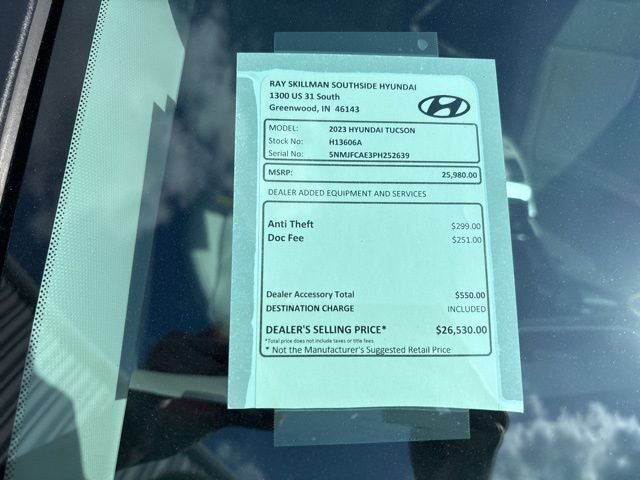 RAY SKILLMAN SOUTHSIDE HYUNDAI
1300 US 31 South
Greenwood, IN 46143
MODEL: 2023 HYUNDAI TUCSON
Stock No: H13606A
Serial No: 5NMJFCAE3PH252639
MSRP: 25,980.00
DEALER ADDED EQUIPMENT AND SERVICES
Anti Theft $299.00
Doc Fee $251.00
Dealer Accessory Total $550.00
DESTINATION CHARGE INCLUDED
DEALER'S SELLING PRICE* $26,530.00
*Total price does not include taxes or title fees.
* Not the Manufacturer's Suggested Retail Price